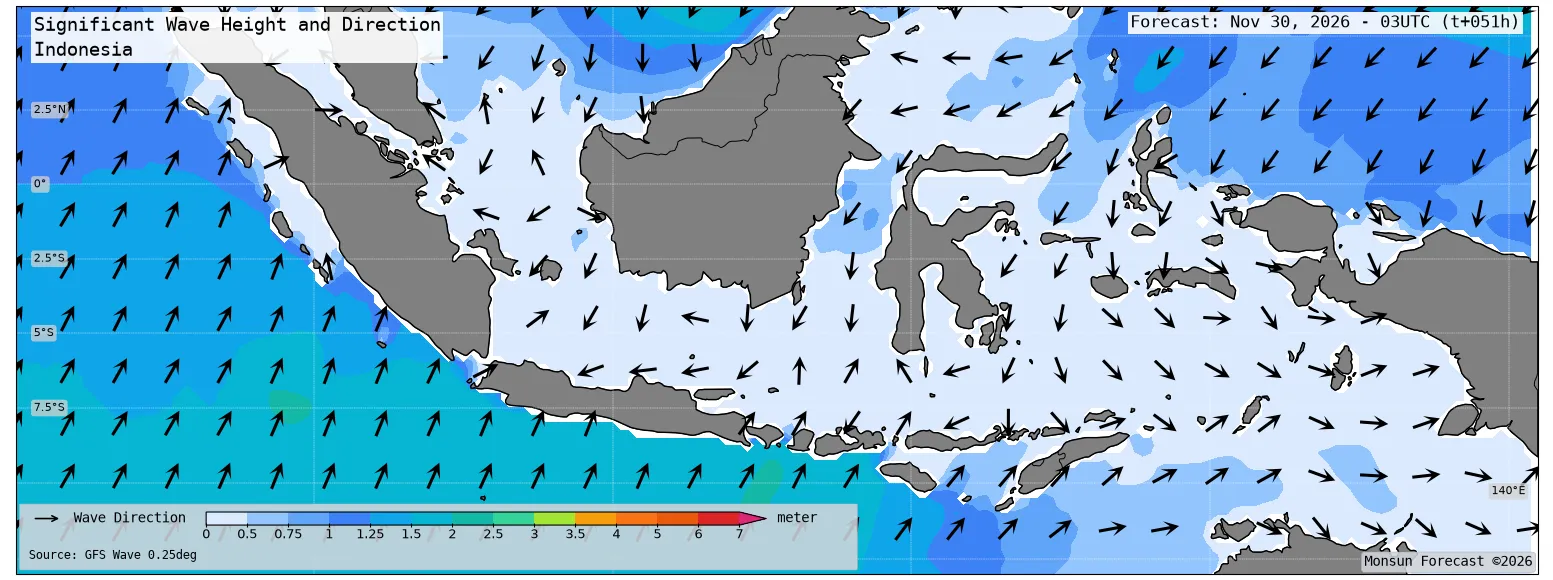 Significant Wave Height and Direction
Indonesia
Forecast: Nov 30, 2026 - 03UTC (t+051h)
2.5°N
0°
2.5°S
5°S
7.5°S
140°E
Wave Direction
0 0.5 0.75 1 1.25 1.5 2 2.5 3 3.5 4 5 6 7
meter
Source: GFS Wave 0.25deg
Monsun Forecast ©2026